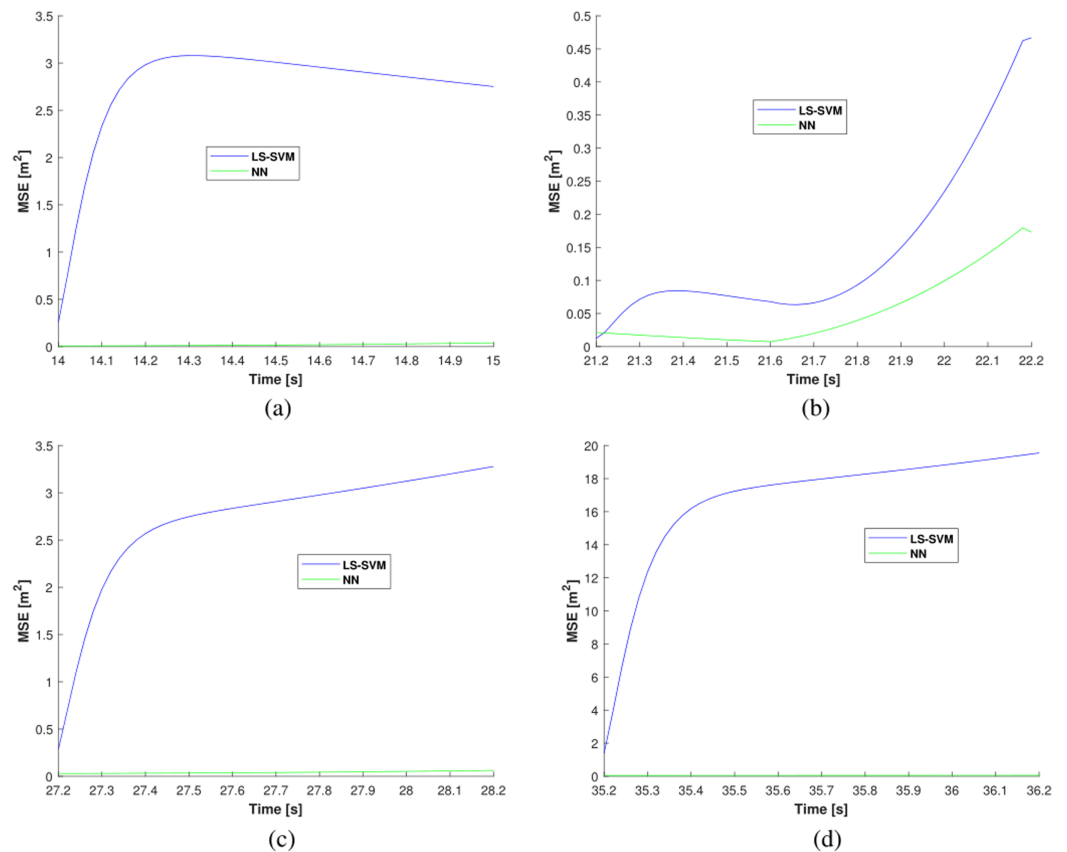 3.5
3
2.5
2
1.5
1
0.5
0
MSE [m²]
LS-SVM
NN
14 14.1 14.2 14.3 14.4 14.5 14.6 14.7 14.8 14.9 15
Time [s]
(a)
0.5
0.45
0.4
0.35
0.3
0.25
0.2
0.15
0.1
0.05
0
MSE [m²]
LS-SVM
NN
21.2 21.3 21.4 21.5 21.6 21.7 21.8 21.9 22 22.1 22.2
Time [s]
(b)
3.5
3
2.5
2
1.5
1
0.5
0
MSE [m²]
LS-SVM
NN
27.2 27.3 27.4 27.5 27.6 27.7 27.8 27.9 28 28.1 28.2
Time [s]
(c)
20
18
16
14
12
10
8
6
4
2
0
MSE [m²]
LS-SVM
NN
35.2 35.3 35.4 35.5 35.6 35.7 35.8 35.9 36 36.1 36.2
Time [s]
(d)